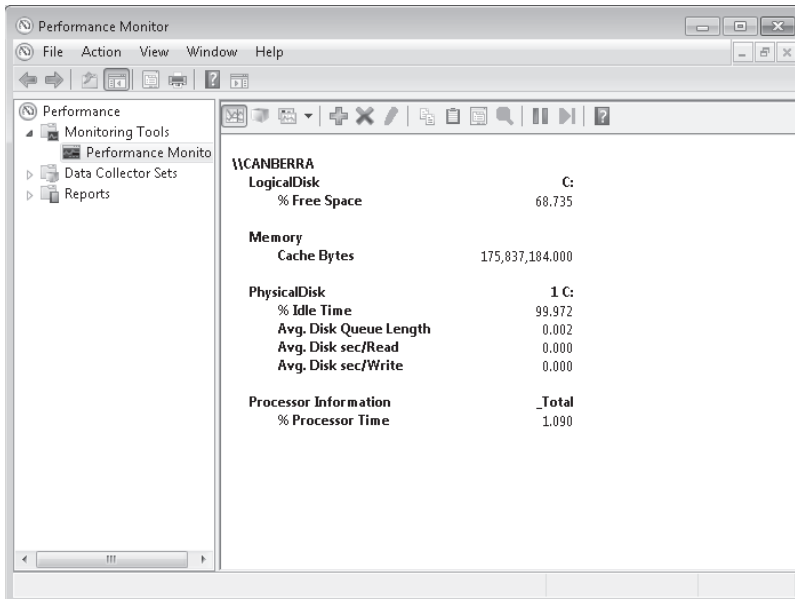 Performance Monitor
File Action View Window Help
Performance
Monitoring Tools
Performance Monito
Data Collector Sets
Reports
\\CANBERRA
LogicalDisk C:
% Free Space 68.735
Memory
Cache Bytes 175,837,184.000
PhysicalDisk 1 C:
% Idle Time 99.972
Avg. Disk Queue Length 0.002
Avg. Disk sec/Read 0.000
Avg. Disk sec/Write 0.000
Processor Information _Total
% Processor Time 1.090